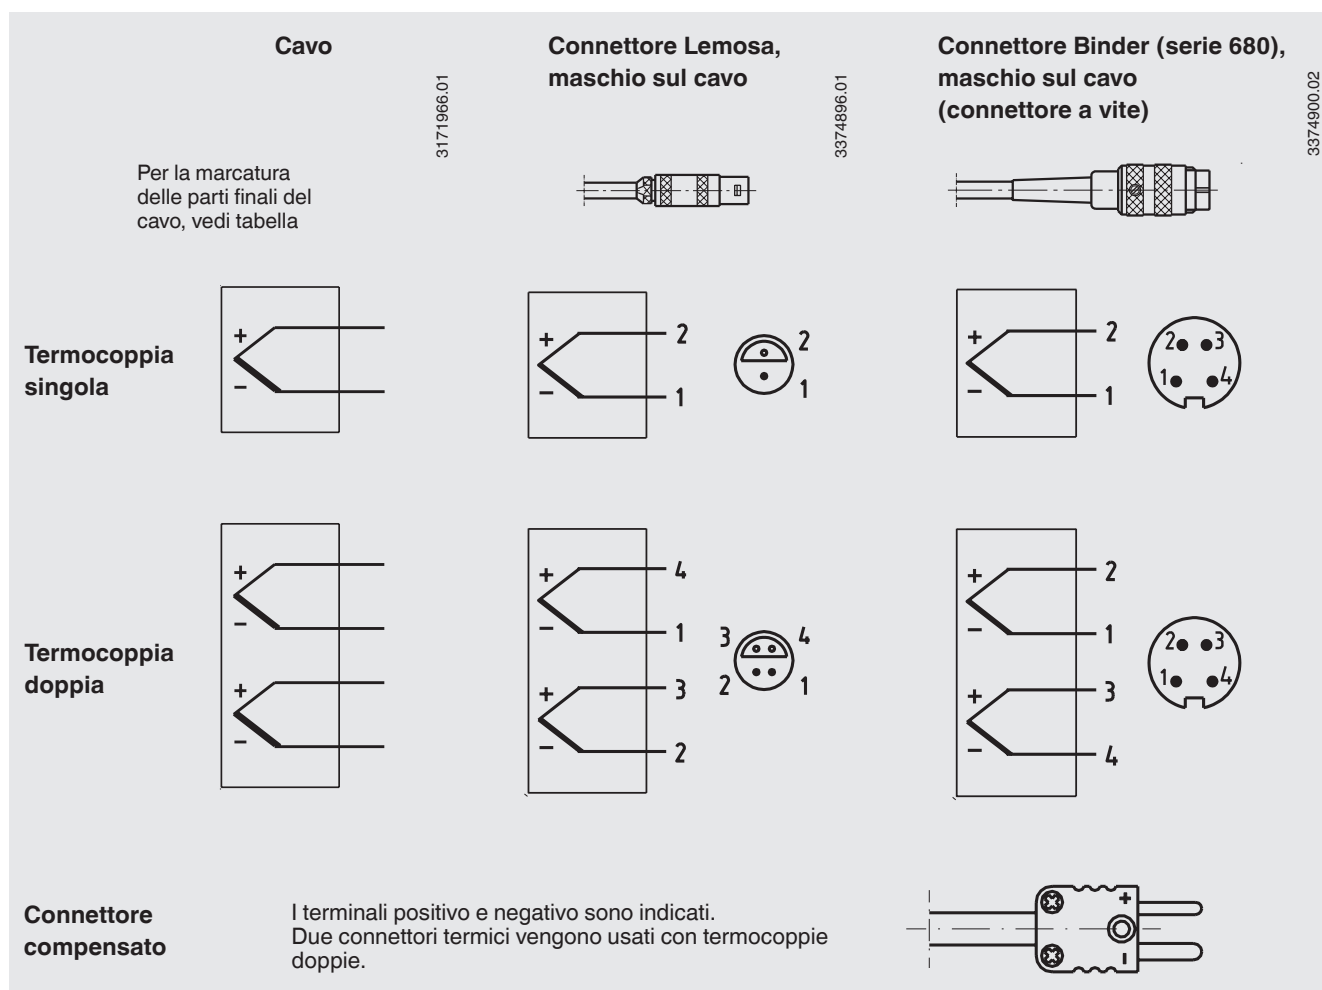 Cavo
Connettore Lemosa,
maschio sul cavo
Connettore Binder (serie 680),
maschio sul cavo
(connettore a vite)
3171966.01
3374896.01
3374900.02
Per la marcatura
delle parti finali del
cavo, vedi tabella
Termocoppia
singola
+
−
+
−
2
1
2
1
+
−
2
1
2
3
1
4
Termocoppia
doppia
+
−
+
−
+
−
+
−
4
1
3
2
3
4
2
1
+
−
+
−
2
1
3
4
2
3
1
4
Connettore
compensato
I terminali positivo e negativo sono indicati.
Due connettori termici vengono usati con termocoppie
doppie.
+
−